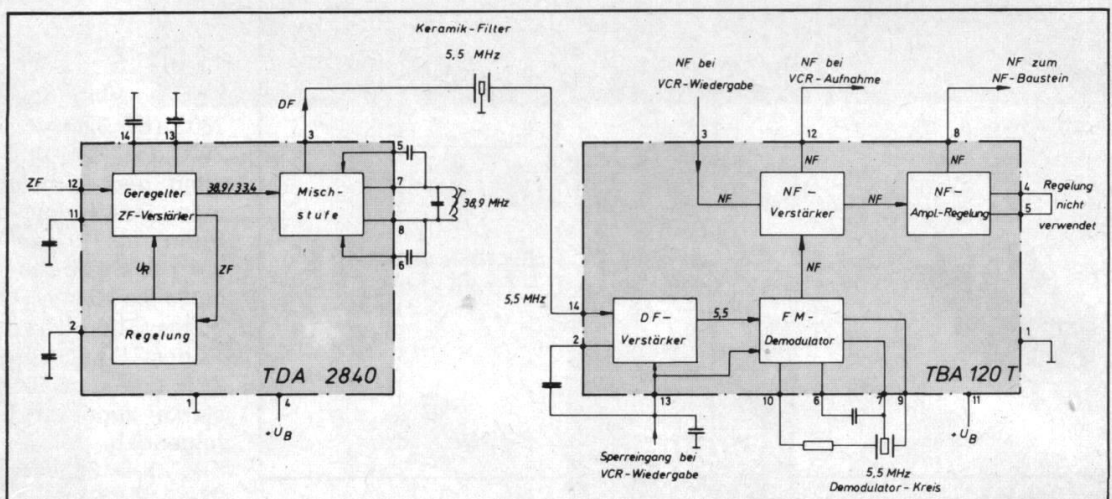 Keramik-Filter
5,5 MHz
DF
14
13
3
ZF
12
11
Geregelter
ZF-Verstärker
38,9/33,4
Misch-
stufe
5
7
38,9 MHz
8
6
UR
ZF
2
Regelung
TDA 2840
1
4
+UB
NF bei
VCR-Wiedergabe
NF bei
VCR-Aufnahme
NF zum
NF-Baustein
3
12
8
NF
NF
NF
NF-
Verstärker
NF
NF-
Ampl-Regelung
4
5
Regelung
nicht
verwendet
NF
5,5 MHz
14
2
DF-
Verstärker
5,5
FM-
Demodulator
1
TBA 120 T
13
10
6
7
9
11
+UB
Sperreingang bei
VCR-Wiedergabe
5,5 MHz
Demodulator-Kreis